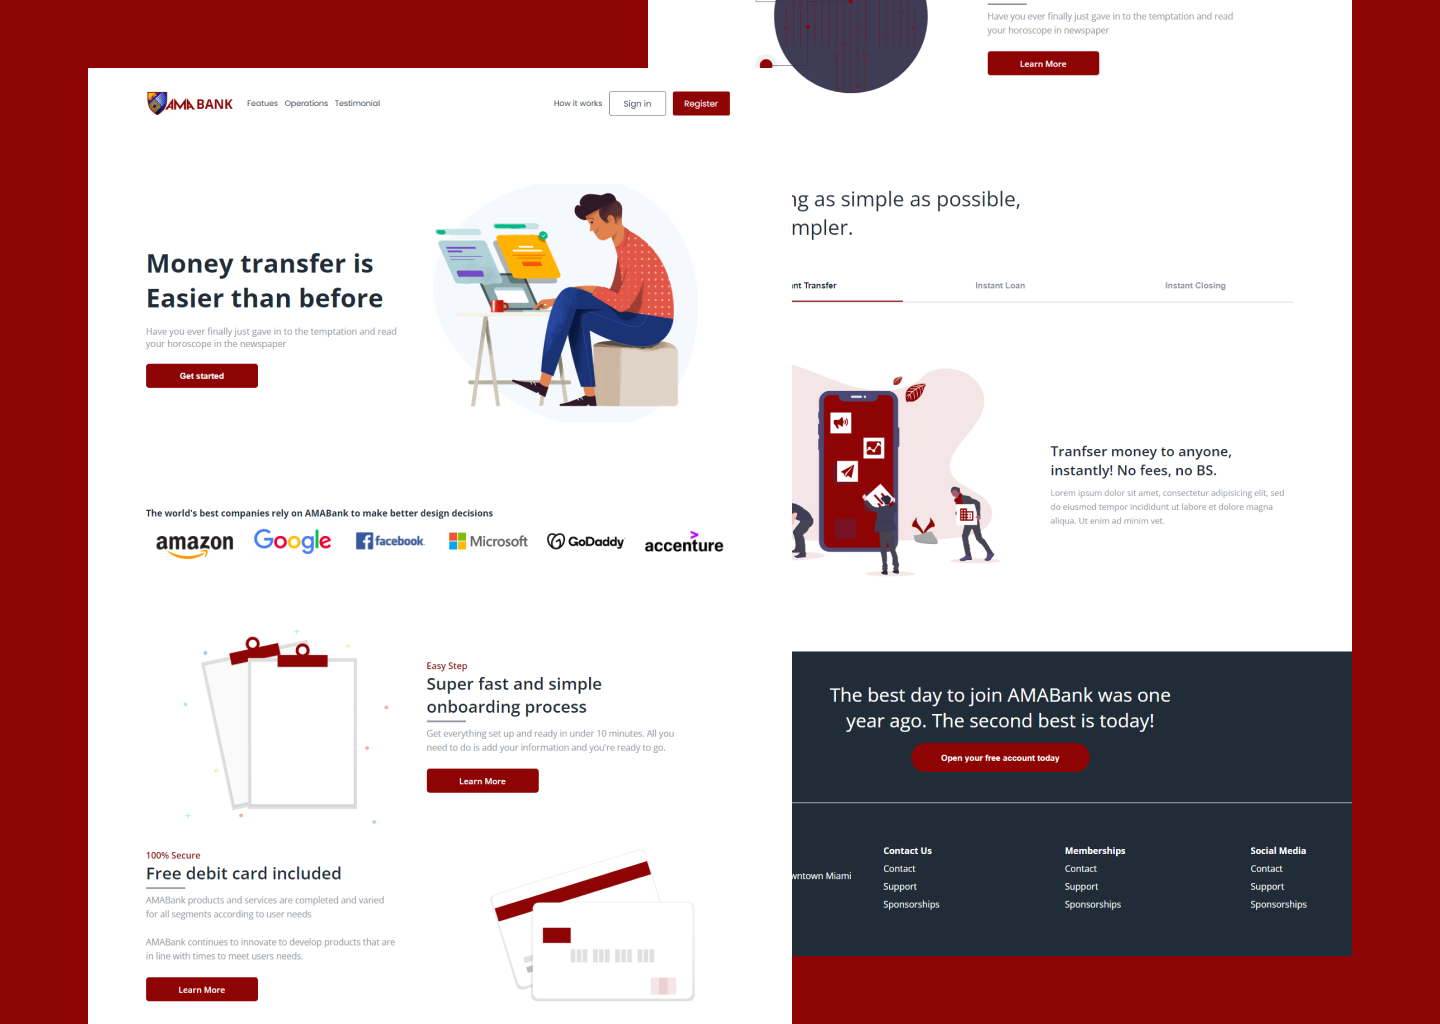 AMA BANK
Featues Operations Testimonial
How it works
Sign in
Register
Money transfer is
Easier than before
Have you ever finally just gave in to the temptation and read
your horoscope in the newspaper
Get started
The world's best companies rely on AMABank to make better design decisions
amazon
Google
facebook.
Microsoft
GoDaddy
accenture
Easy Step
Super fast and simple
onboarding process
Get everything set up and ready in under 10 minutes. All you
need to do is add your information and you're ready to go.
Learn More
100% Secure
Free debit card included
AMABank products and services are completed and varied
for all segments according to user needs
AMABank continues to innovate to develop products that are
in line with times to meet users needs.
Learn More
Have you ever finally just gave in to the temptation and read
your horoscope in newspaper
Learn More
ng as simple as possible,
mpler.
nt Transfer
Instant Loan
Instant Closing
Tranfser money to anyone,
instantly! No fees, no BS.
Lorem ipsum dolor sit amet, consectetur adipisicing elit, sed
do eiusmod tempor incididunt ut labore et dolore magna
aliqua. Ut enim ad minim vet.
The best day to join AMABank was one
year ago. The second best is today!
Open your free account today
wntown Miami
Contact Us
Contact
Support
Sponsorships
Memberships
Contact
Support
Sponsorships
Social Media
Contact
Support
Sponsorships